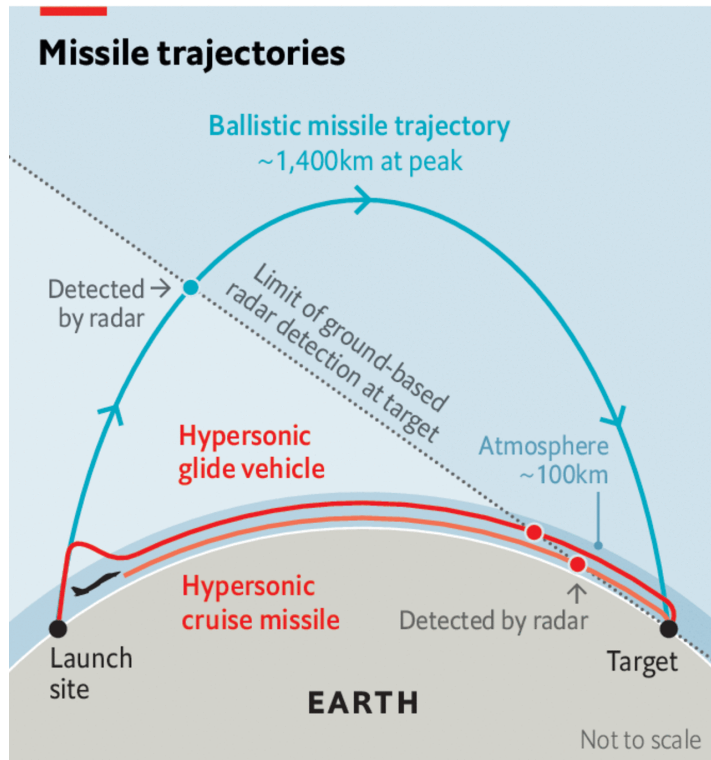 Missile trajectories
Ballistic missile trajectory
~1,400km at peak
Detected
by radar
Limit of ground-based
radar detection at target
Hypersonic
glide vehicle
Atmosphere
~100km
Hypersonic
cruise missile
Detected by radar
Launch
site
Target
EARTH
Not to scale